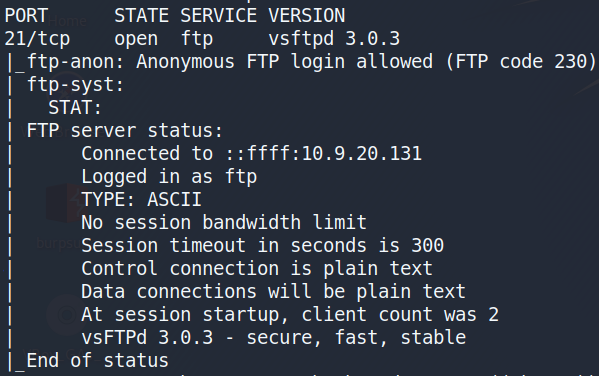 PORT      STATE SERVICE VERSION
21/tcp    open  ftp     vsftpd 3.0.3
|_ftp-anon: Anonymous FTP login allowed (FTP code 230)
| ftp-syst:
|   STAT:
| FTP server status:
|      Connected to ::ffff:10.9.20.131
|      Logged in as ftp
|      TYPE: ASCII
|      No session bandwidth limit
|      Session timeout in seconds is 300
|      Control connection is plain text
|      Data connections will be plain text
|      At session startup, client count was 2
|      vsFTPd 3.0.3 - secure, fast, stable
|_End of status